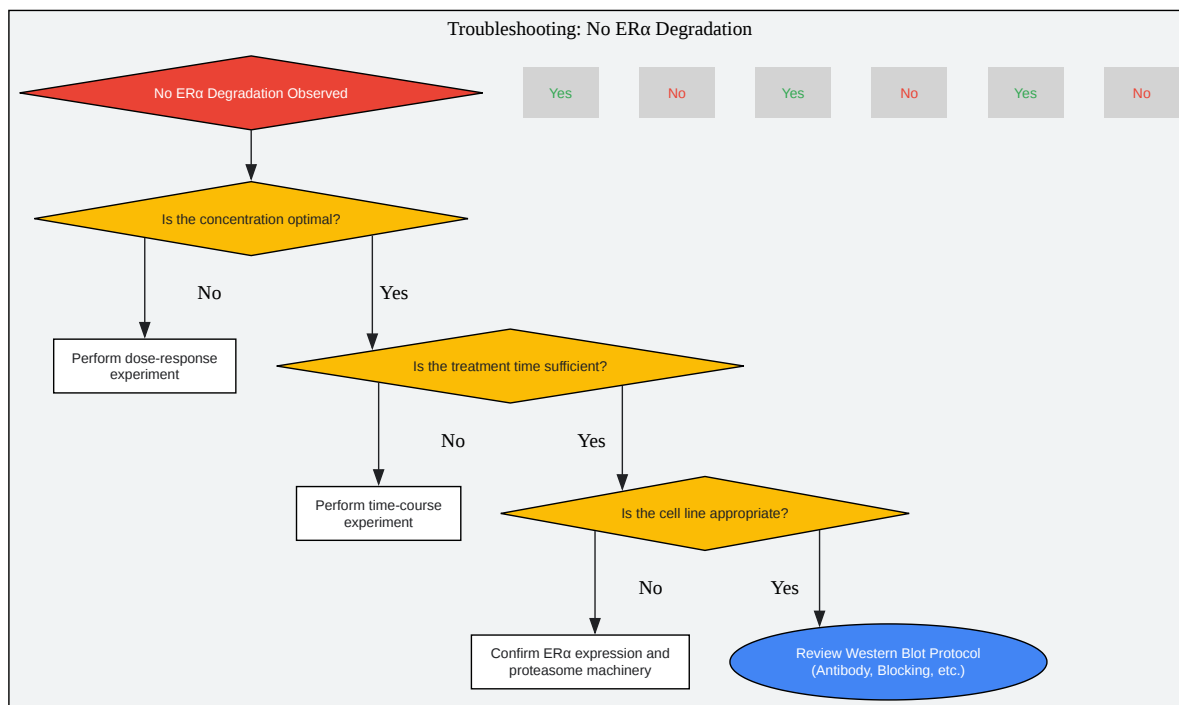 Troubleshooting: No ERα Degradation
No ERα Degradation Observed
Yes
No
Yes
No
Yes
No
Is the concentration optimal?
No
Yes
Perform dose-response
experiment
Is the treatment time sufficient?
No
Yes
Perform time-course
experiment
Is the cell line appropriate?
No
Yes
Confirm ERα expression and
proteasome machinery
Review Western Blot Protocol
(Antibody, Blocking, etc.)